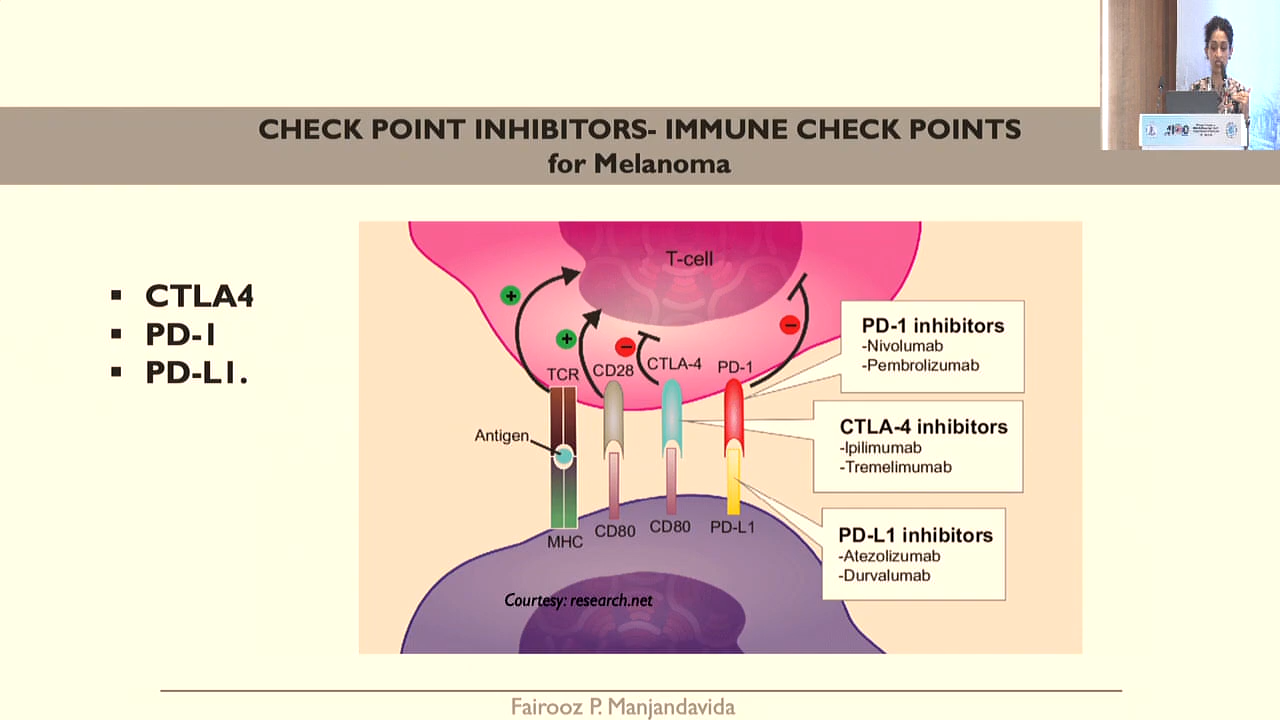 CHECK POINT INHIBITORS- IMMUNE CHECK POINTS
for Melanoma
▪ CTLA4
▪ PD-1
▪ PD-L1.
T-cell
TCR
CD28
CTLA-4
PD-1
Antigen
MHC
CD80
CD80
PD-L1
PD-1 inhibitors
-Nivolumab
-Pembrolizumab
CTLA-4 inhibitors
-Ipilimumab
-Tremelimumab
PD-L1 inhibitors
-Atezolizumab
-Durvalumab
Courtesy: research.net
Fairooz P. Manjandavida